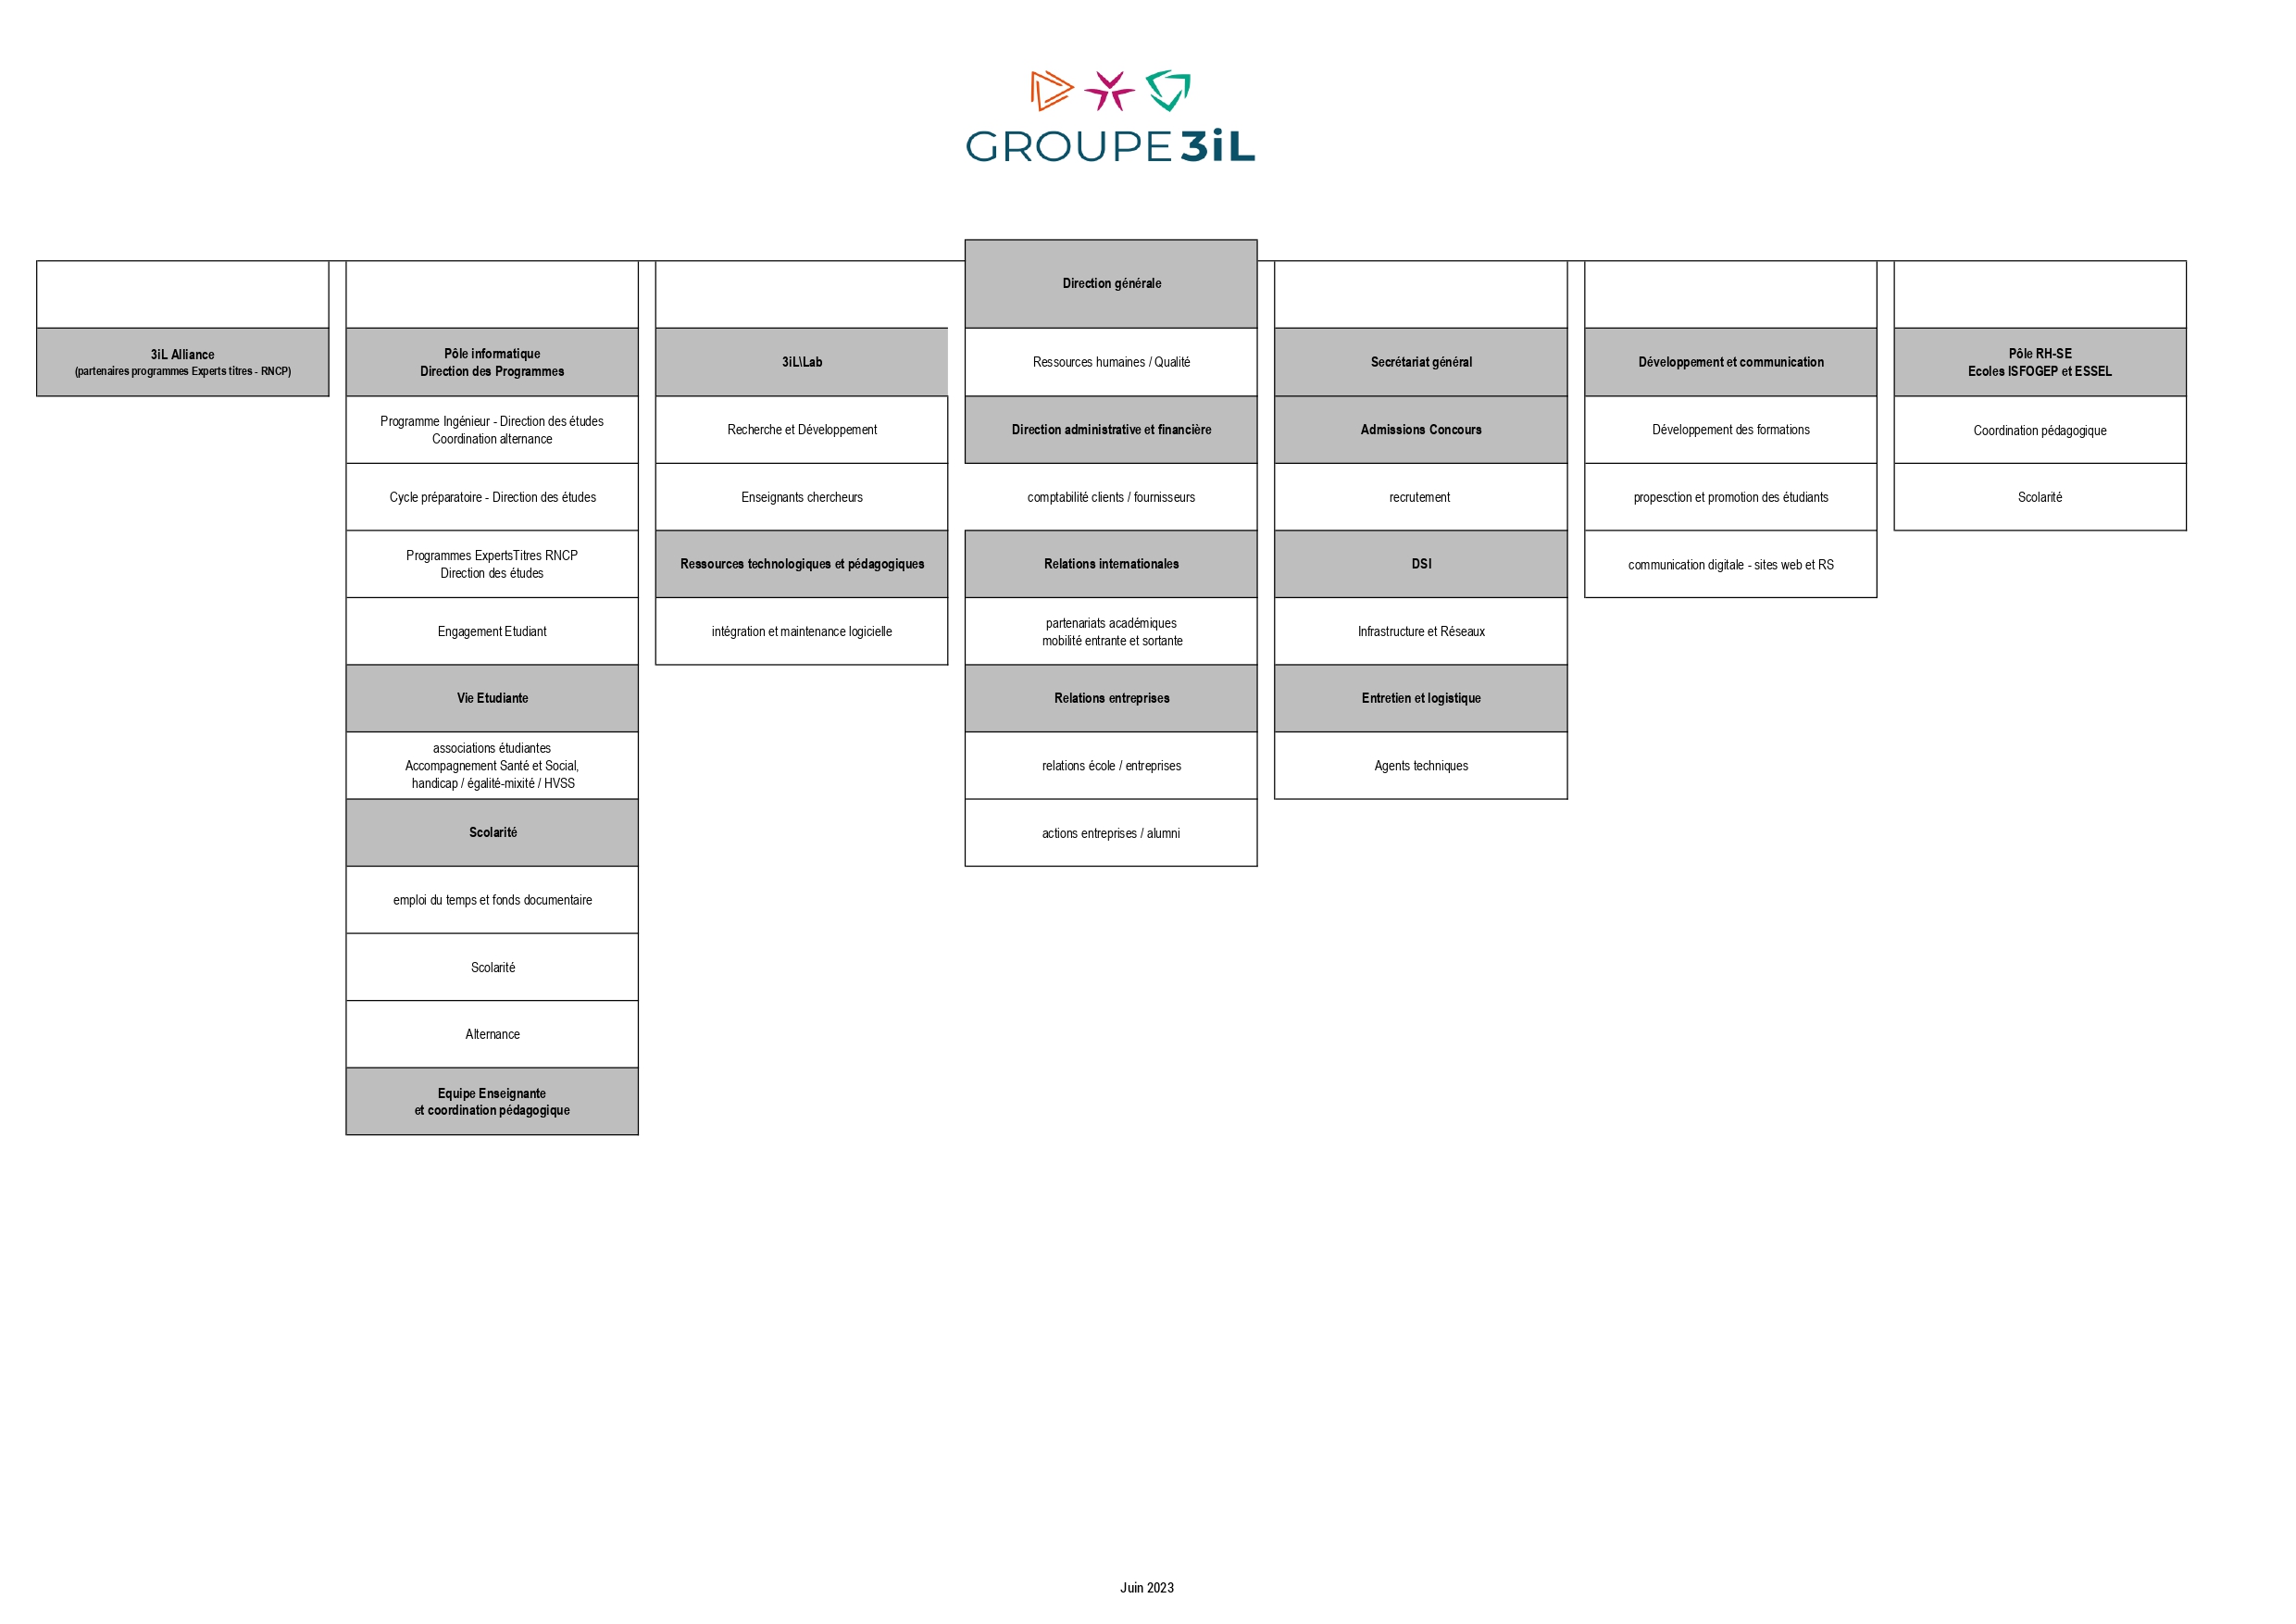 GROUPE 3iL
Direction générale
3iL Alliance
(partenaires programmes Experts titres - RNCP)
Pôle informatique
Direction des Programmes
Programme Ingénieur - Direction des études
Coordination alternance
Cycle préparatoire - Direction des études
Programmes ExpertsTitres RNCP
Direction des études
Engagement Etudiant
Vie Etudiante
associations étudiantes
Accompagnement Santé et Social,
handicap / égalité-mixité / HVSS
Scolarité
emploi du temps et fonds documentaire
Scolarité
Alternance
Equipe Enseignante
et coordination pédagogique
3iL\Lab
Recherche et Développement
Enseignants chercheurs
Ressources technologiques et pédagogiques
intégration et maintenance logicielle
Ressources humaines / Qualité
Direction administrative et financière
comptabilité clients / fournisseurs
Relations internationales
partenariats académiques
mobilité entrante et sortante
Relations entreprises
relations école / entreprises
actions entreprises / alumni
Secrétariat général
Admissions Concours
recrutement
DSI
Infrastructure et Réseaux
Entretien et logistique
Agents techniques
Développement et communication
Développement des formations
propesction et promotion des étudiants
communication digitale - sites web et RS
Pôle RH-SE
Ecoles ISFOGEP et ESSEL
Coordination pédagogique
Scolarité
Juin 2023